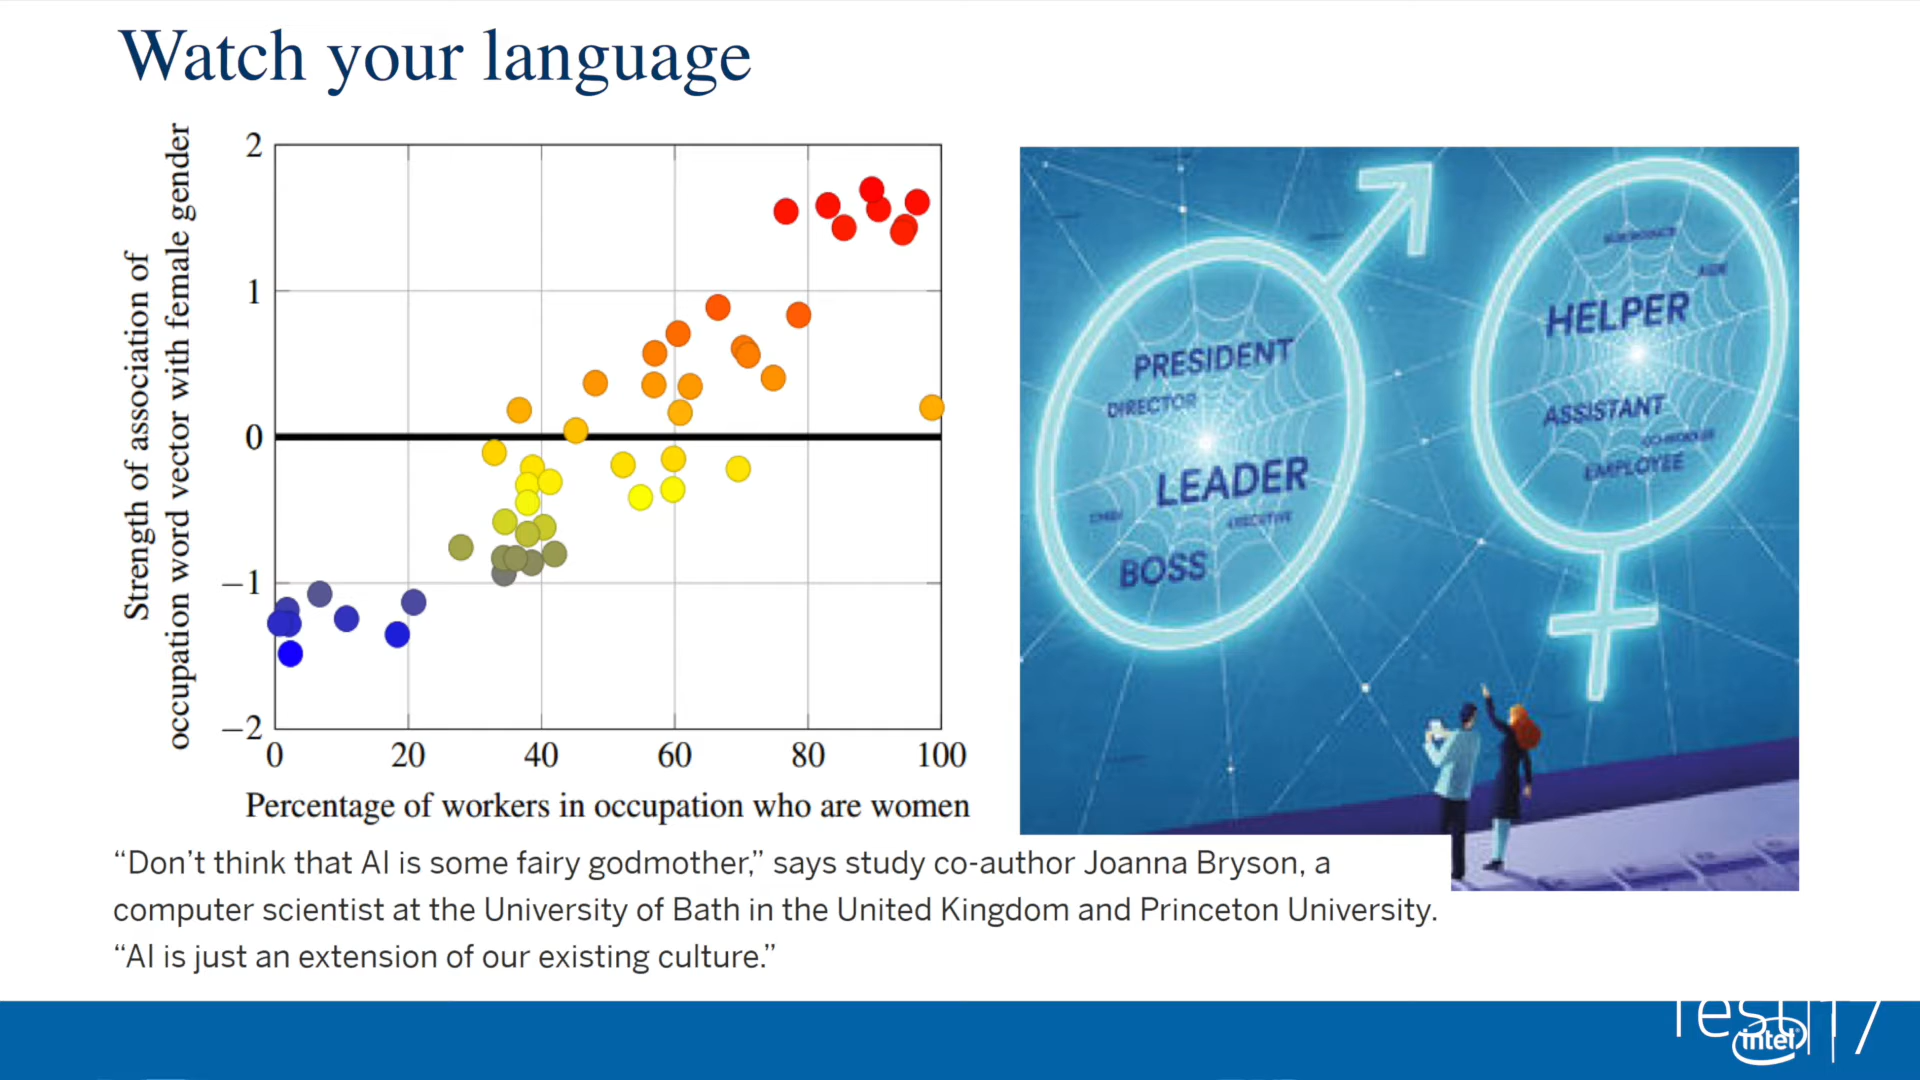 Watch your language
Strength of association of
occupation word vector with female gender
2
1
0
−1
−2
0 20 40 60 80 100
Percentage of workers in occupation who are women
PRESIDENT
DIRECTOR
LEADER
EXECUTIVE
BOSS
HELPER
ASSISTANT
EMPLOYEE
“Don’t think that AI is some fairy godmother,” says study co-author Joanna Bryson, a
computer scientist at the University of Bath in the United Kingdom and Princeton University.
“AI is just an extension of our existing culture.”
intel